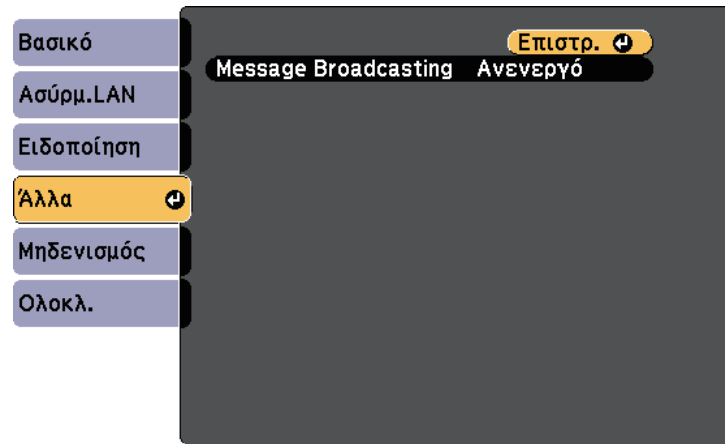 Βασικό
Ασύρμ.LAN
Ειδοποίηση
Άλλα
Μηδενισμός
Ολοκλ.
Επιστρ.
Message Broadcasting Ανενεργό